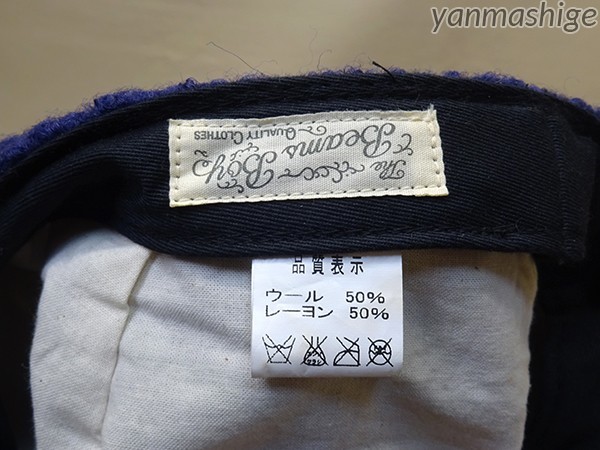 yanmashige
The
Beams Boy
Quality Clothes
品質表示
ウール 50%
レーヨン 50%